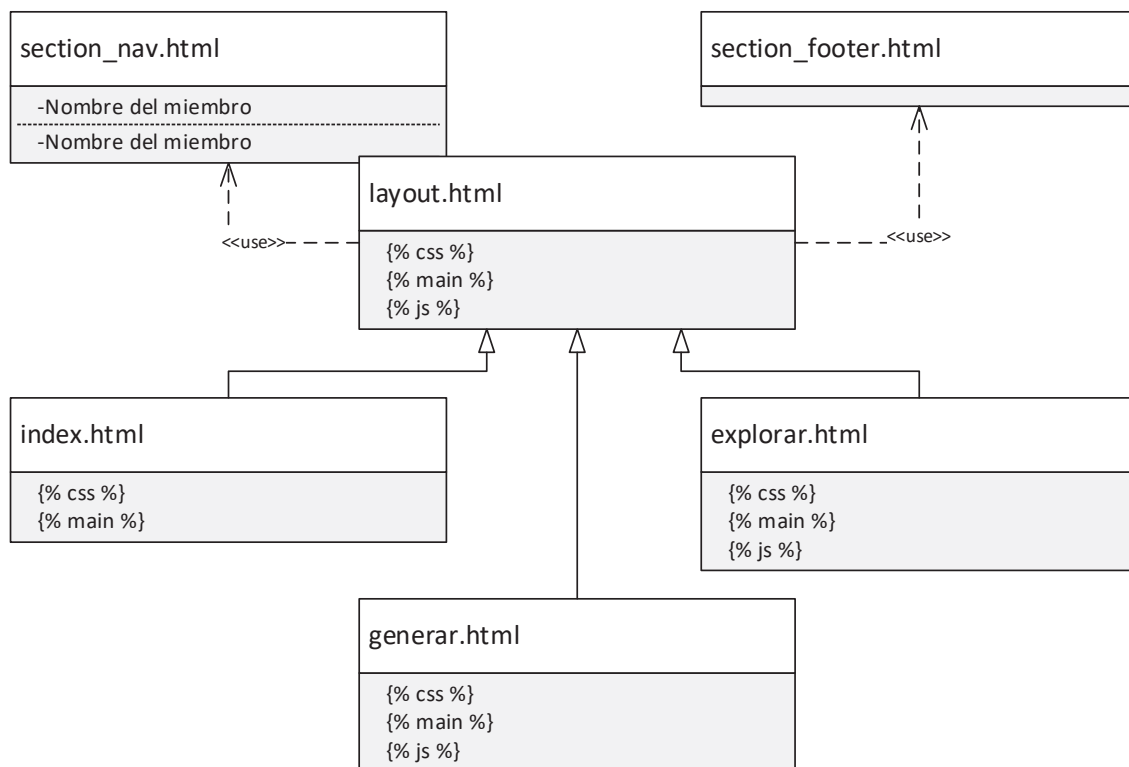 section_nav.html
-Nombre del miembro
-Nombre del miembro
section_footer.html
layout.html
{% css %}
{% main %}
{% js %}
<<use>>
<<use>>
index.html
{% css %}
{% main %}
explorar.html
{% css %}
{% main %}
{% js %}
generar.html
{% css %}
{% main %}
{% js %}